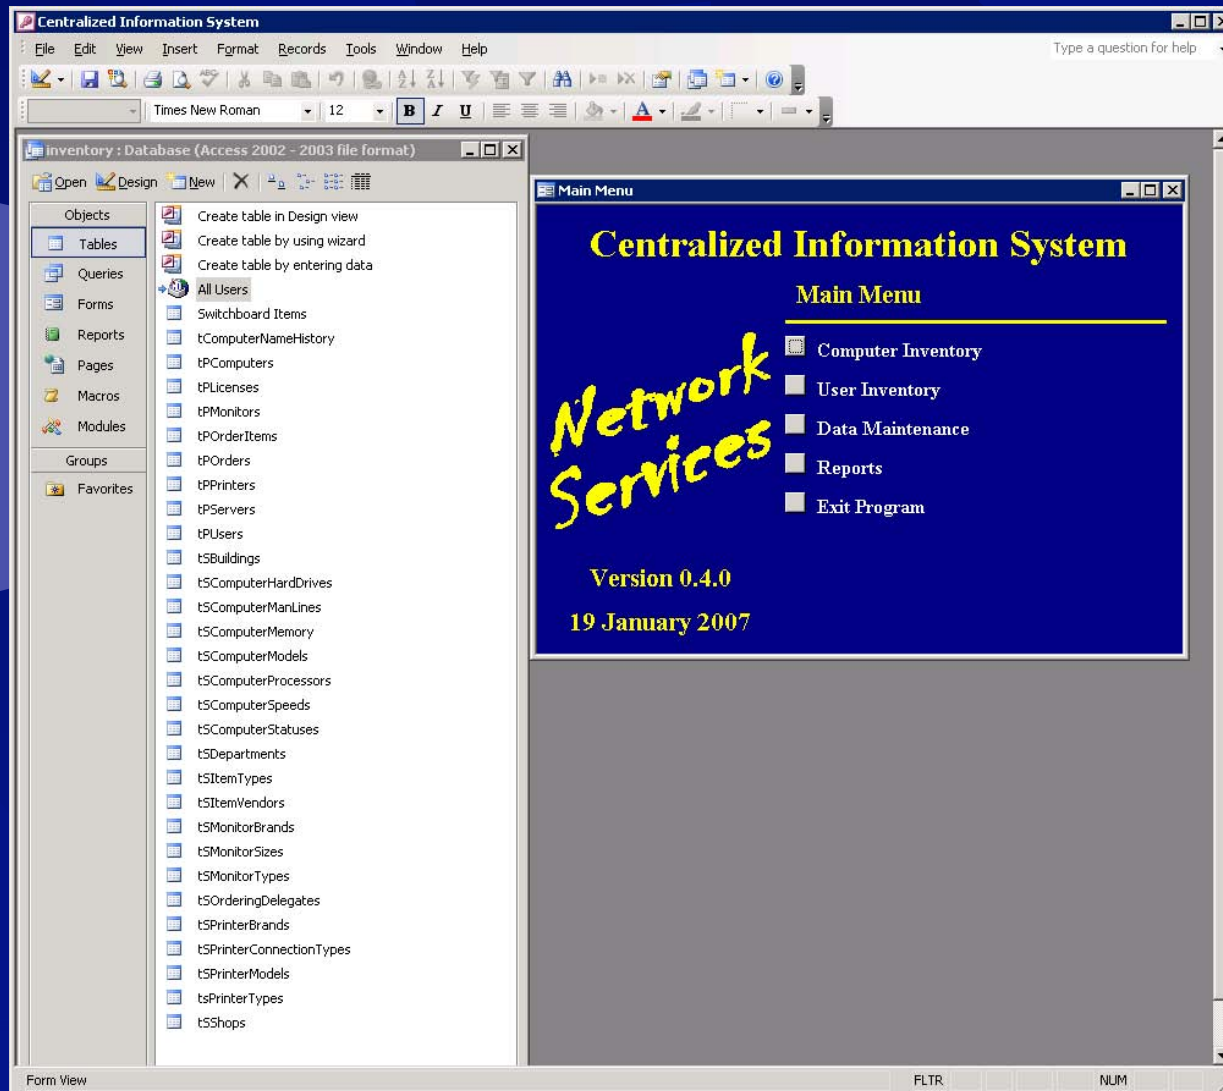 Centralized Information System
File Edit View Insert Format Records Tools Window Help
Type a question for help
Times New Roman 12 B I U A
inventory : Database (Access 2002 - 2003 file format)
Open Design New
Objects
Tables
Queries
Forms
Reports
Pages
Macros
Modules
Groups
Favorites
Create table in Design view
Create table by using wizard
Create table by entering data
All Users
Switchboard Items
tComputerNameHistory
tPComputers
tPLicenses
tPMonitors
tPOrderItems
tPOrders
tPPrinters
tPServers
tPUsers
tSBuildings
tSComputerHardDrives
tSComputerManLines
tSComputerMemory
tSComputerModels
tSComputerProcessors
tSComputerSpeeds
tSComputerStatuses
tSDepartments
tSItemTypes
tSItemVendors
tSMonitorBrands
tSMonitorSizes
tSMonitorTypes
tSOrderingDelegates
tSPrinterBrands
tSPrinterConnectionTypes
tSPrinterModels
tsPrinterTypes
tSShops
Main Menu
Centralized Information System
Main Menu
Network
Services
Computer Inventory
User Inventory
Data Maintenance
Reports
Exit Program
Version 0.4.0
19 January 2007
Form View
FLTR
NUM